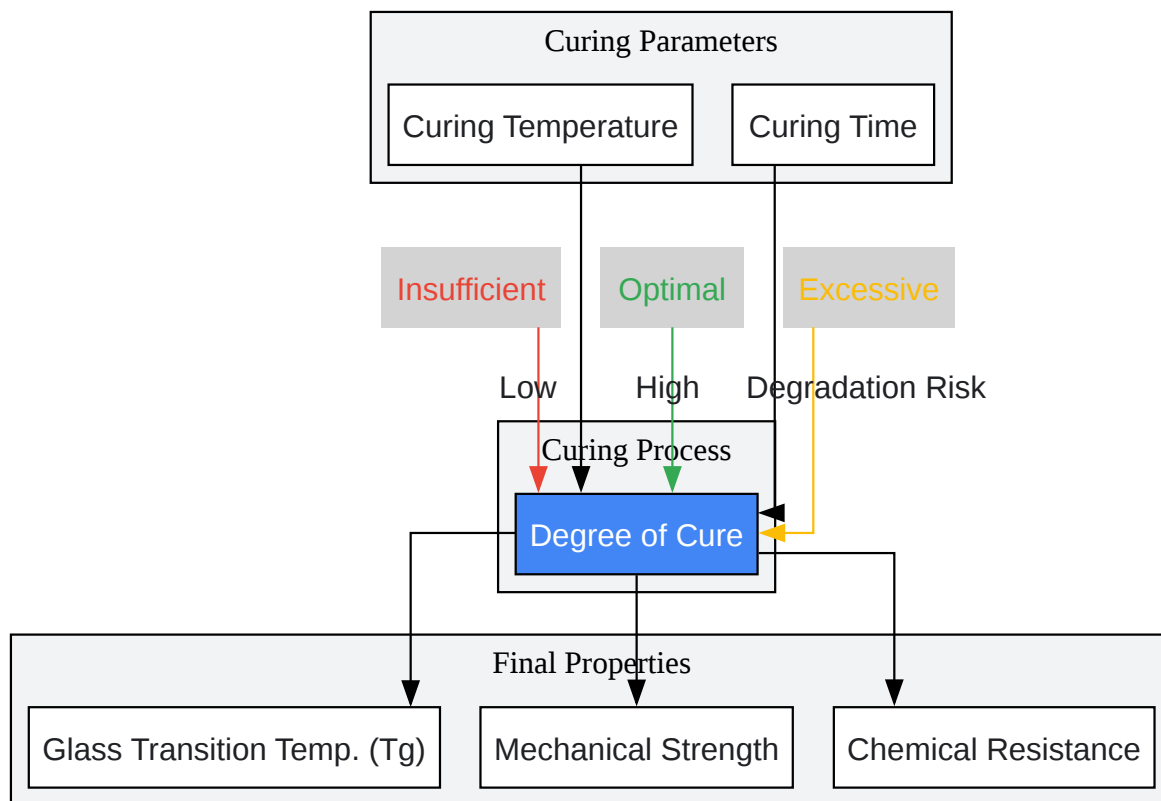 Curing Parameters
Curing Temperature
Curing Time
Insufficient
Optimal
Excessive
Low
High
Degradation Risk
Curing Process
Degree of Cure
Final Properties
Glass Transition Temp. (Tg)
Mechanical Strength
Chemical Resistance